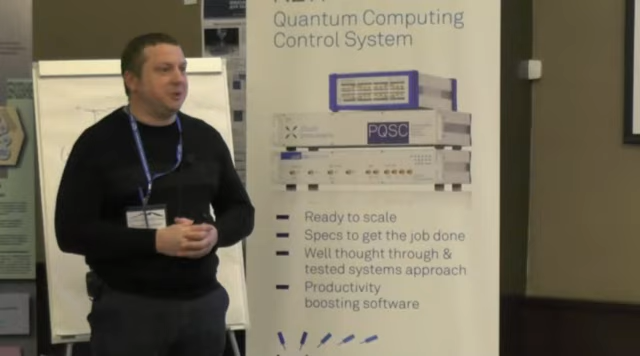 Quantum Computing
Control System
PQSC
Ready to scale
Specs to get the job done
Well thought through &
tested systems approach
Productivity
boosting software